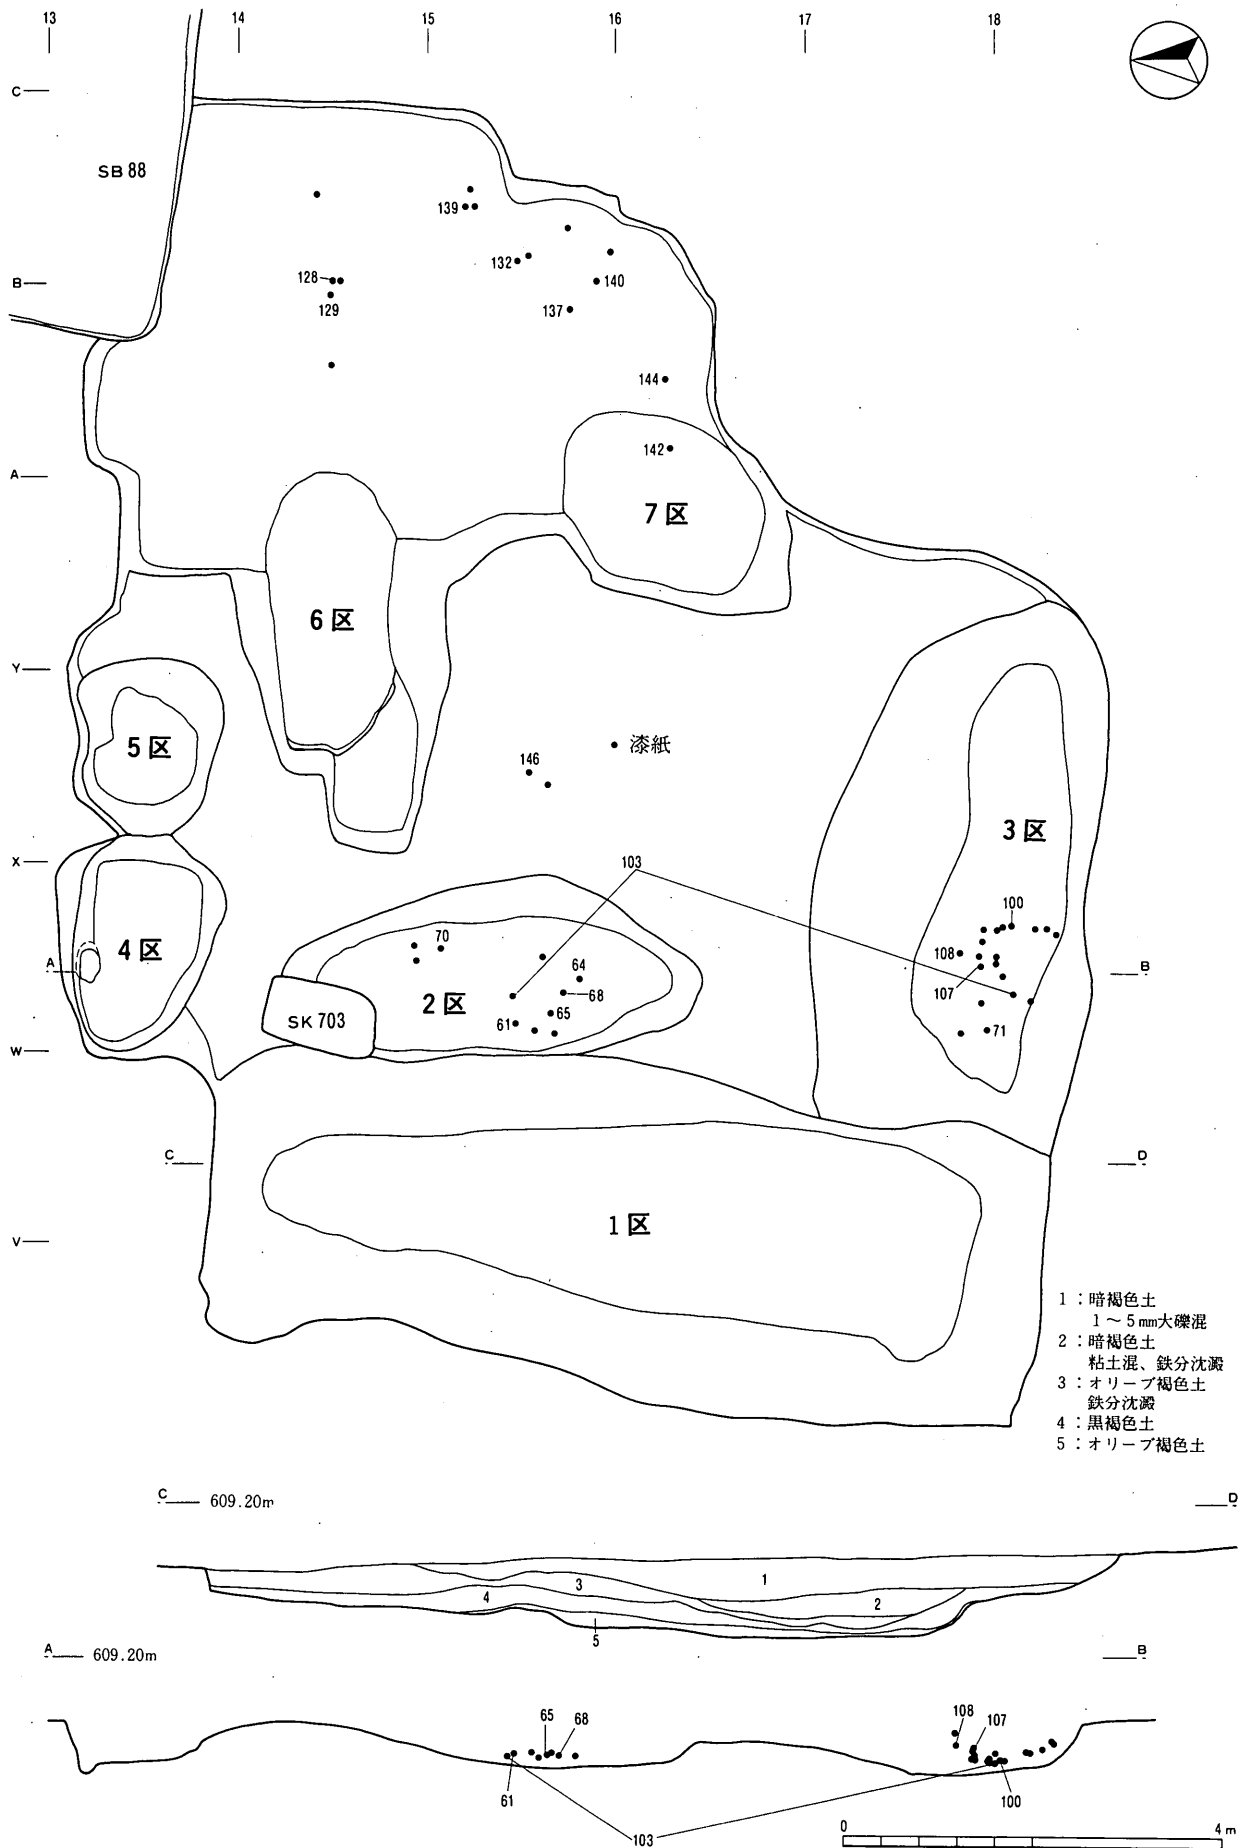 13 14 15 16 17 18
C
SB 88
139
132
128
B
140
129
137
144
142
A
7区
6区
Y
5区
漆紙
146
3区
X
103
100
70
4区
A
108
B
64
107
68
2区
65
61
SK 703
71
W
C
D
1区
V
1：暗褐色土
1～5㎜大礫混
2：暗褐色土
粘土混、鉄分沈澱
3：オリーブ褐色土
鉄分沈澱
4：黒褐色土
5：オリーブ褐色土
C 609.20m D
1
3
4
2
5
A 609.20m B
65 68
108
107
61
100
103
0 4 m